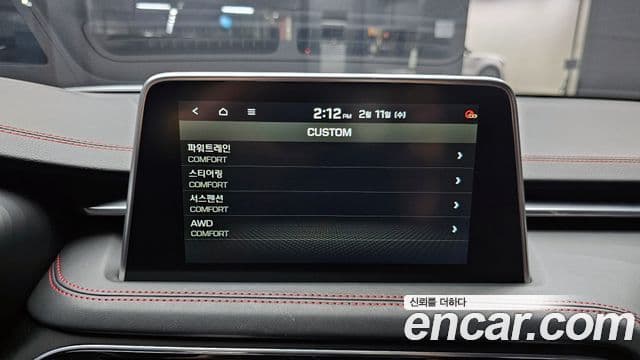 2:12 PM 2월 11일 (수)
CUSTOM
파워트레인
COMFORT
스티어링
COMFORT
서스펜션
COMFORT
AWD
COMFORT
신뢰를 더하다
encar.com